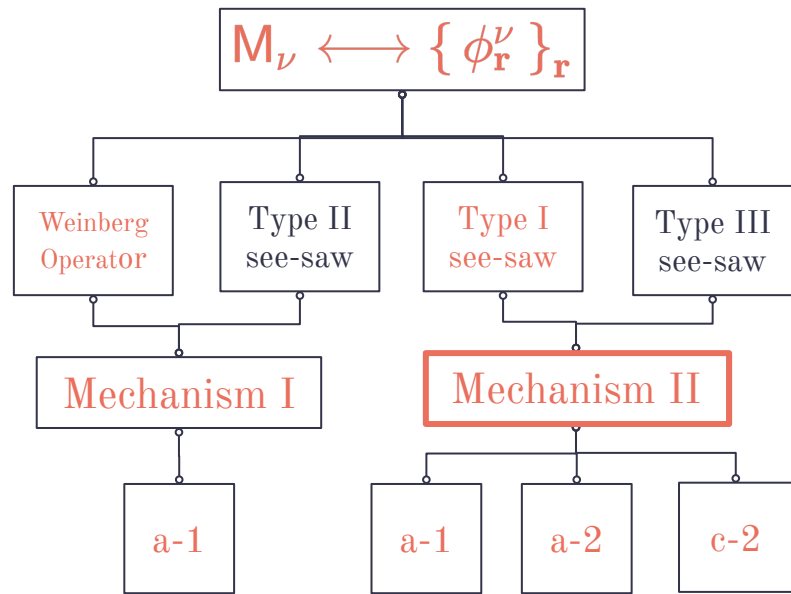 M_ν ⟷ { ϕ_𝐫^ν }_𝐫
Weinberg
Operator
Type II
see-saw
Type I
see-saw
Type III
see-saw
Mechanism I
Mechanism II
a-1
a-1
a-2
c-2